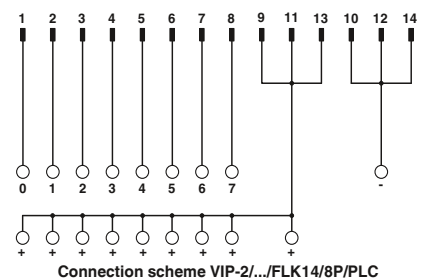 1 2 3 4 5 6 7 8 9 11 13 10 12 14
0 1 2 3 4 5 6 7 -
+ + + + + + + + +
Connection scheme VIP-2/.../FLK14/8P/PLC